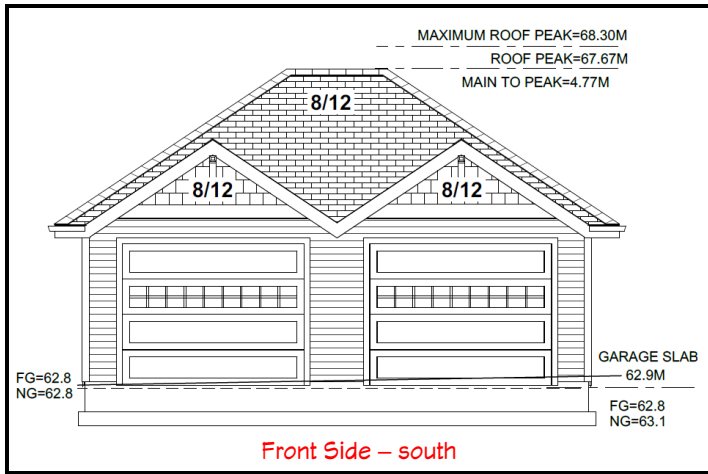 MAXIMUM ROOF PEAK=68.30M
ROOF PEAK=67.67M
MAIN TO PEAK=4.77M
8/12
8/12
8/12
GARAGE SLAB
62.9M
FG=62.8
NG=62.8
FG=62.8
NG=63.1
Front Side – south